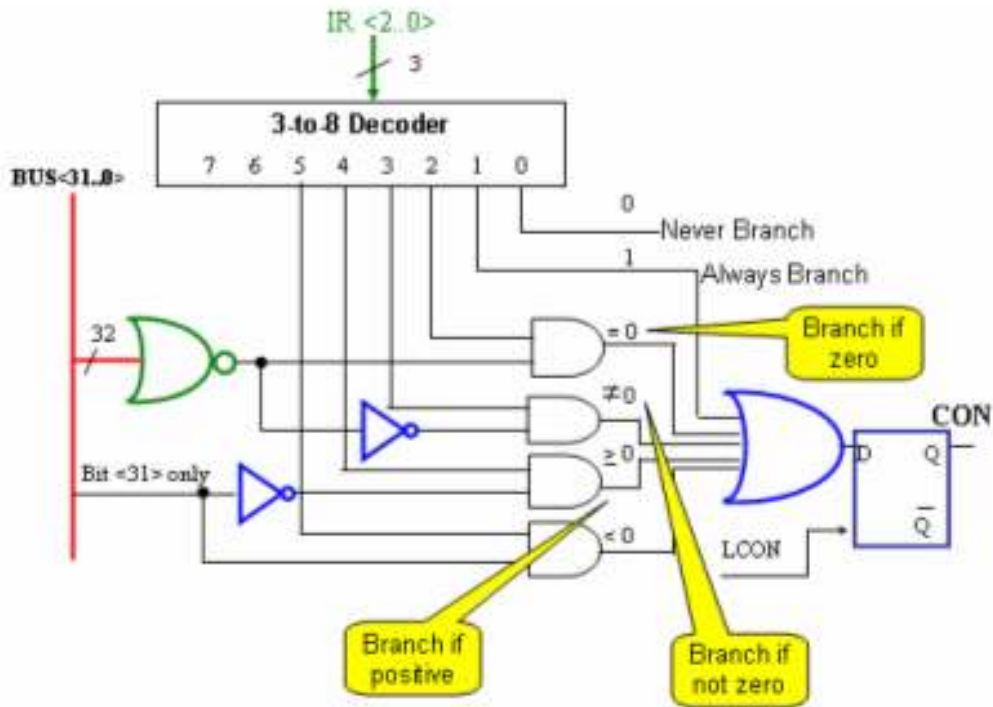 IR <2..0>
3
3-to-8 Decoder
7 6 5 4 3 2 1 0
BUS<31..0>
0
Never Branch
1
Always Branch
32
= 0
Branch if
zero
≠0
CON
≥ 0
D Q
Bit <31> only
Q̅
< 0
LCON
Branch if
positive
Branch if
not zero